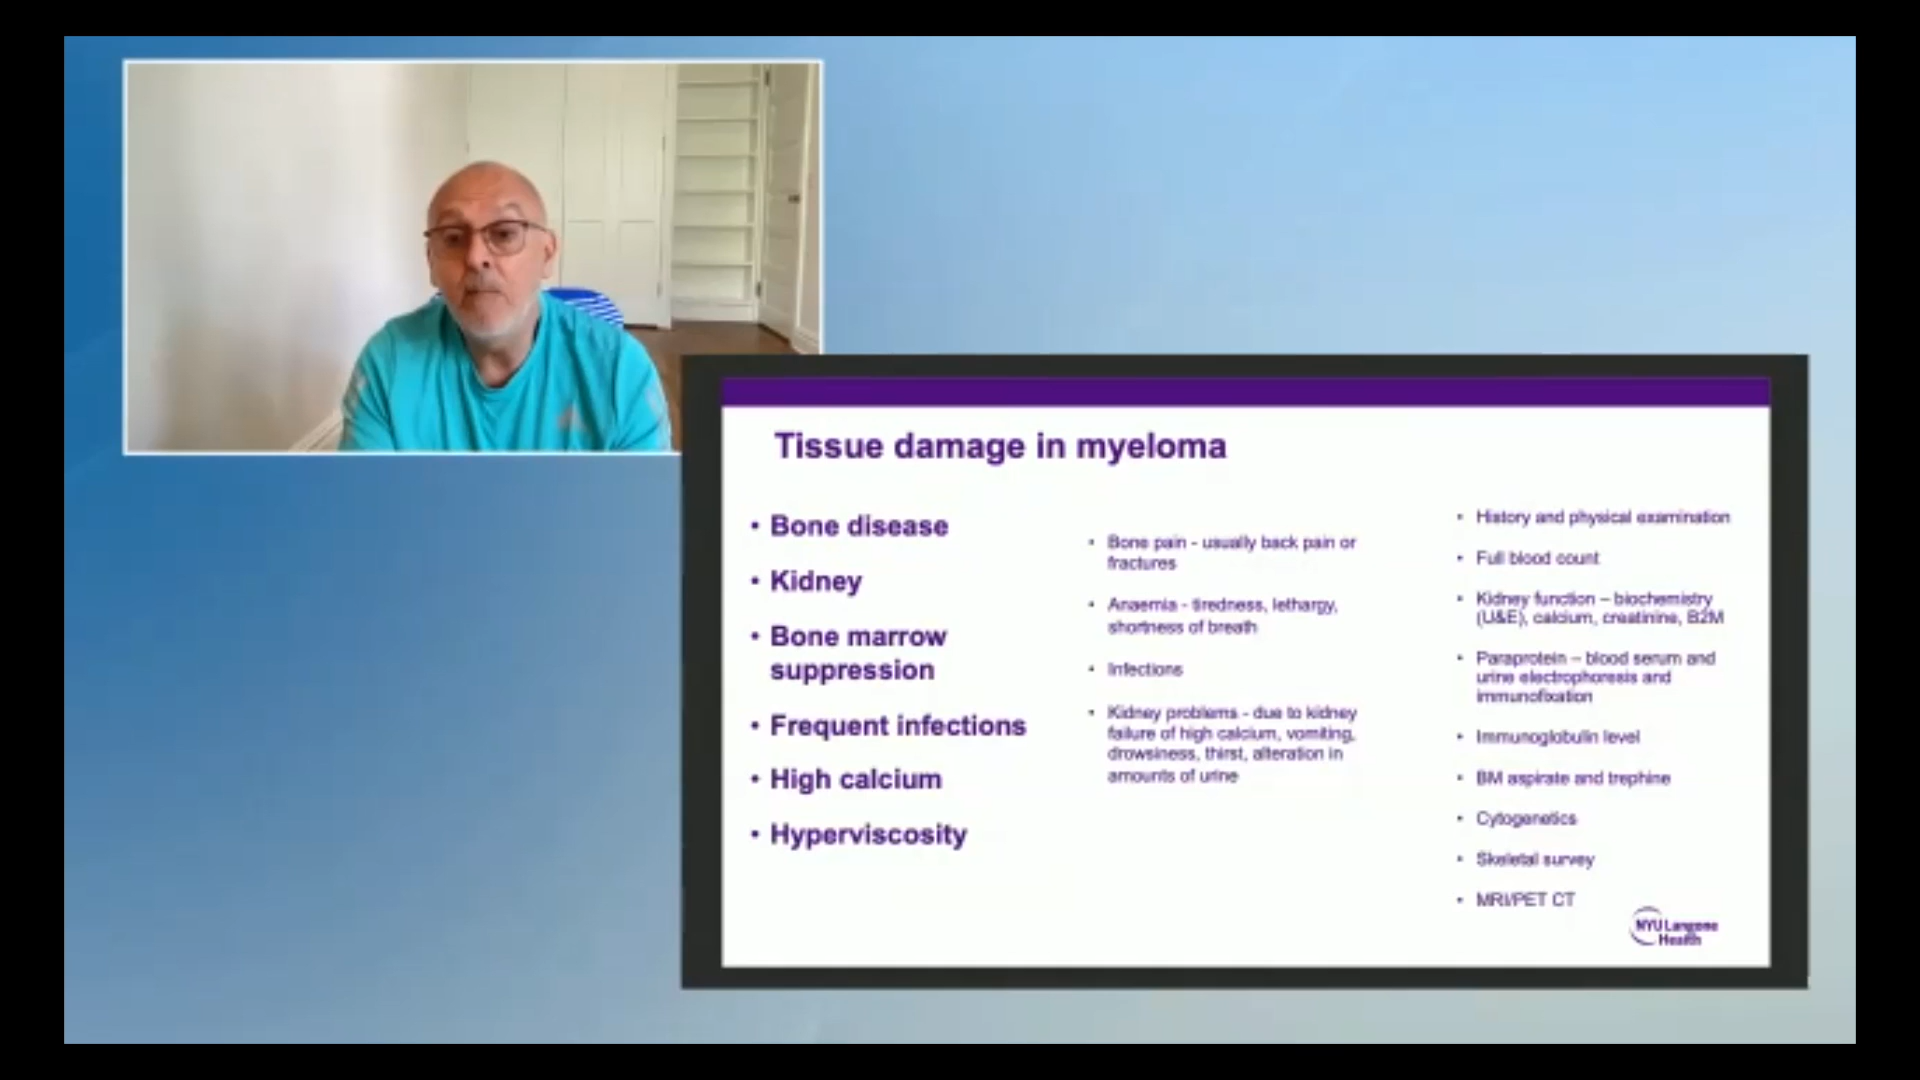 Tissue damage in myeloma
• Bone disease
• Kidney
• Bone marrow
suppression
• Frequent infections
• High calcium
• Hyperviscosity
• Bone pain - usually back pain or
fractures
• Anaemia - tiredness, lethargy,
shortness of breath
• Infections
• Kidney problems - due to kidney
failure of high calcium, vomiting,
drowsiness, thirst, alteration in
amounts of urine
• History and physical examination
• Full blood count
• Kidney function – biochemistry
(U&E), calcium, creatinine, B2M
• Paraprotein – blood serum and
urine electrophoresis and
immunofixation
• Immunoglobulin level
• BM aspirate and trephine
• Cytogenetics
• Skeletal survey
• MRI/PET CT
NYU Langone
Health